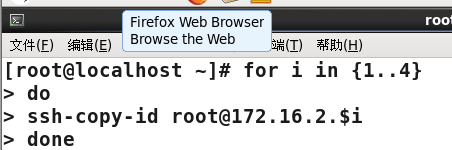 Firefox Web Browser
Browse the Web
roo
文件(F) 编辑(E) 端(T) 帮助(H)
[root@localhost ~]# for i in {1..4}
> do
> ssh-copy-id root@172.16.2.$i
> done